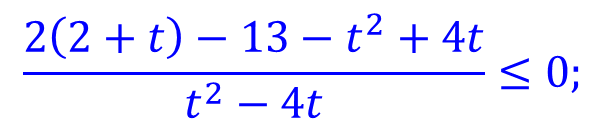 2(2 + t) − 13 − t² + 4t
t² − 4t
≤ 0;